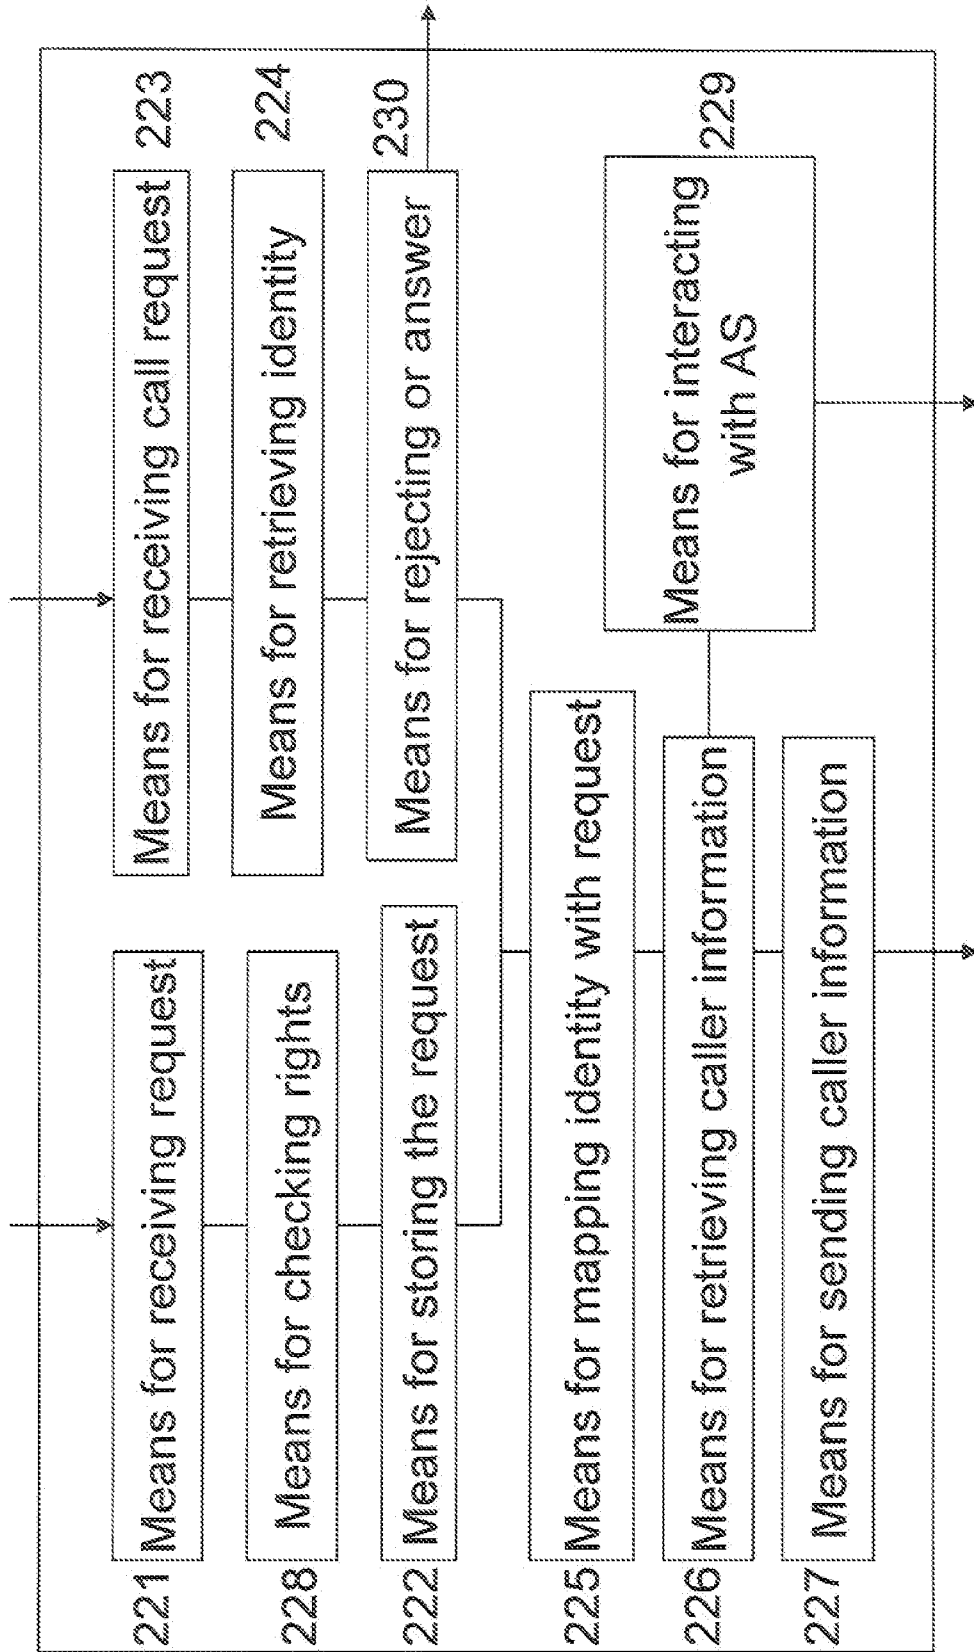 221 Means for receiving request
228 Means for checking rights
222 Means for storing the request
Means for receiving call request 223
Means for retrieving identity 224
Means for rejecting or answer 230
225 Means for mapping identity with request
226 Means for retrieving caller information
227 Means for sending caller information
Means for interacting 229
with AS